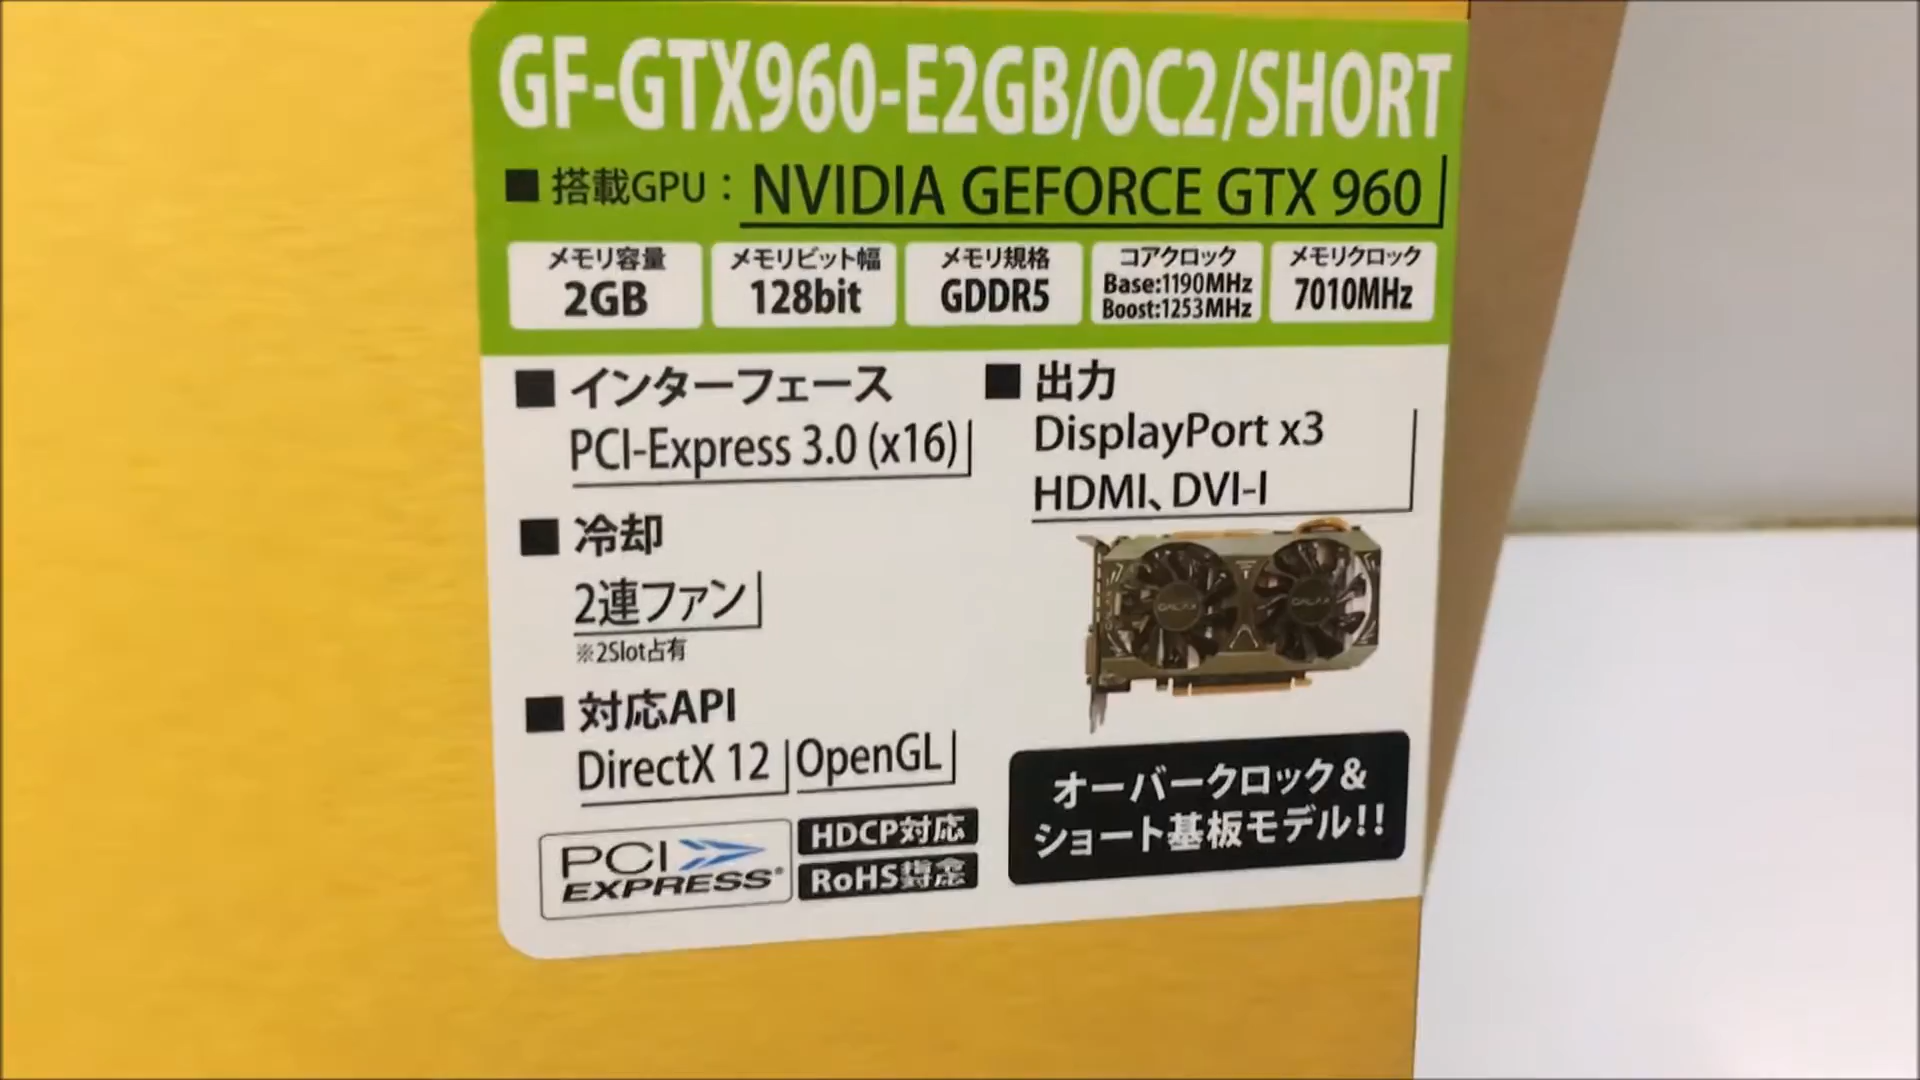 GF-GTX960-E2GB/OC2/SHORT
■搭載GPU：NVIDIA GEFORCE GTX 960
メモリ容量
2GB
メモリビット幅
128bit
メモリ規格
GDDR5
コアクロック
Base:1190MHz
Boost:1253MHz
メモリクロック
7010MHz
■インターフェース
PCI-Express 3.0 (x16)
■冷却
2連ファン
※2Slot占有
■対応API
DirectX 12
OpenGL
■出力
DisplayPort x3
HDMI、DVI-I
GALAX GALAX
オーバークロック&
ショート基板モデル!!
PCI
EXPRESS®
HDCP対応
RoHS